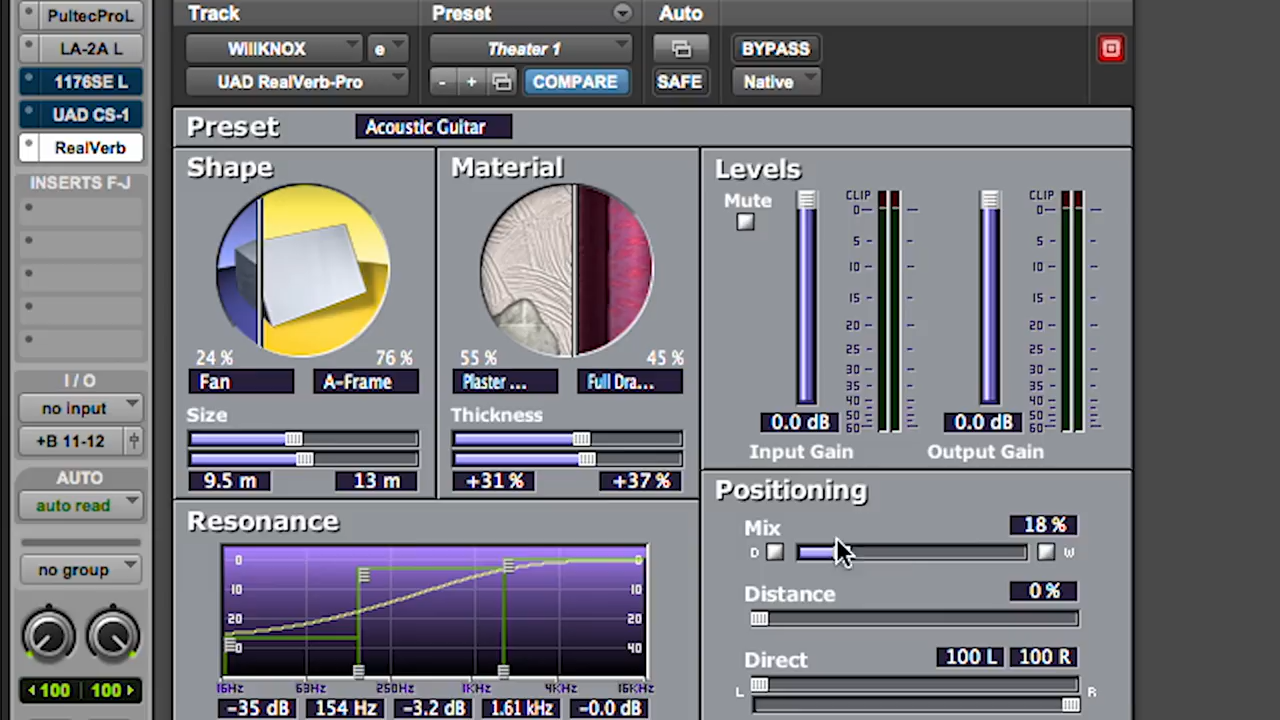 PultecProL
LA-2A L
1176SE L
UAD CS-1
RealVerb
INSERTS F-J
I / O
no input
+B 11-12
AUTO
auto read
no group
100 100
Track Preset Auto
WIllKNOX e Theater 1 BYPASS
UAD RealVerb-Pro - + COMPARE SAFE Native
Preset Acoustic Guitar
Shape
24 % 76 %
Fan A-Frame
Size
9.5 m 13 m
Material
55 % 45 %
Plaster ... Full Dra...
Thickness
+31 % +37 %
Levels
Mute
CLIP CLIP
0 0
5 5
10 10
15 15
20 20
25 25
30 30
35 35
40 40
50 50
60 60
0.0 dB 0.0 dB
Input Gain Output Gain
Resonance
0 0
10 10
20 20
40 40
16Hz 63Hz 250Hz 1KHz 4KHz 16KHz
-35 dB 154 Hz -3.2 dB 1.61 kHz -0.0 dB
Positioning
Mix 18 %
D W
Distance 0 %
Direct 100 L 100 R
L R